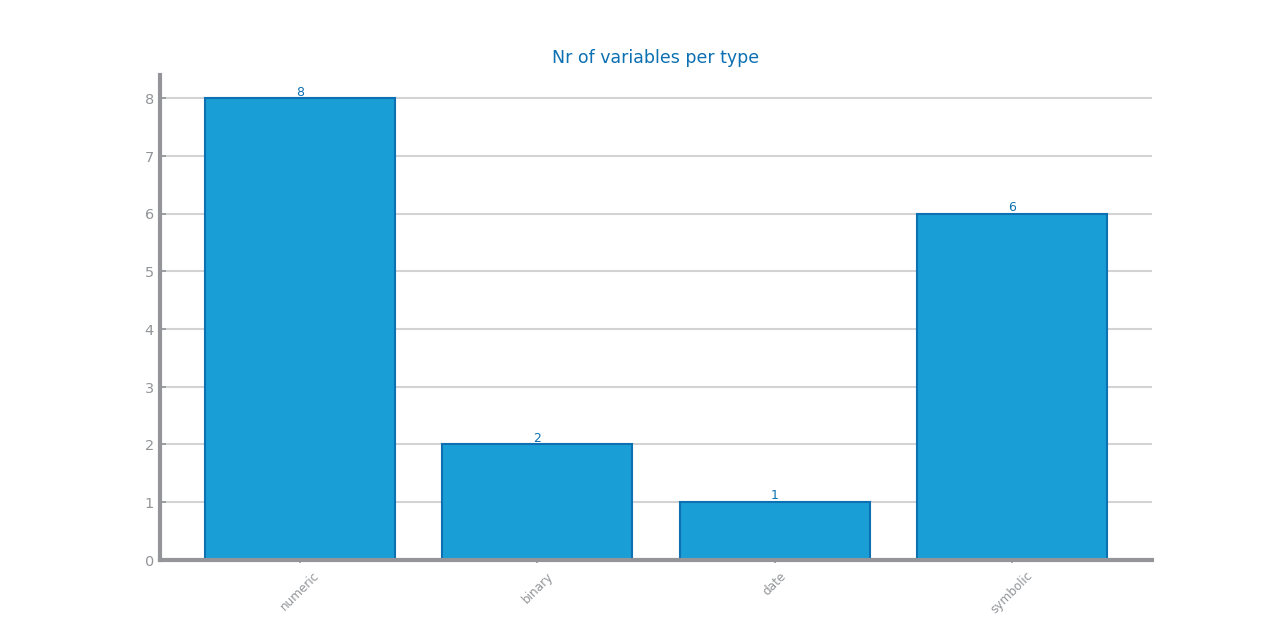 Nr of variables per type
8
7
6
5
4
3
2
1
0
8
2
1
6
numeric
binary
date
symbolic